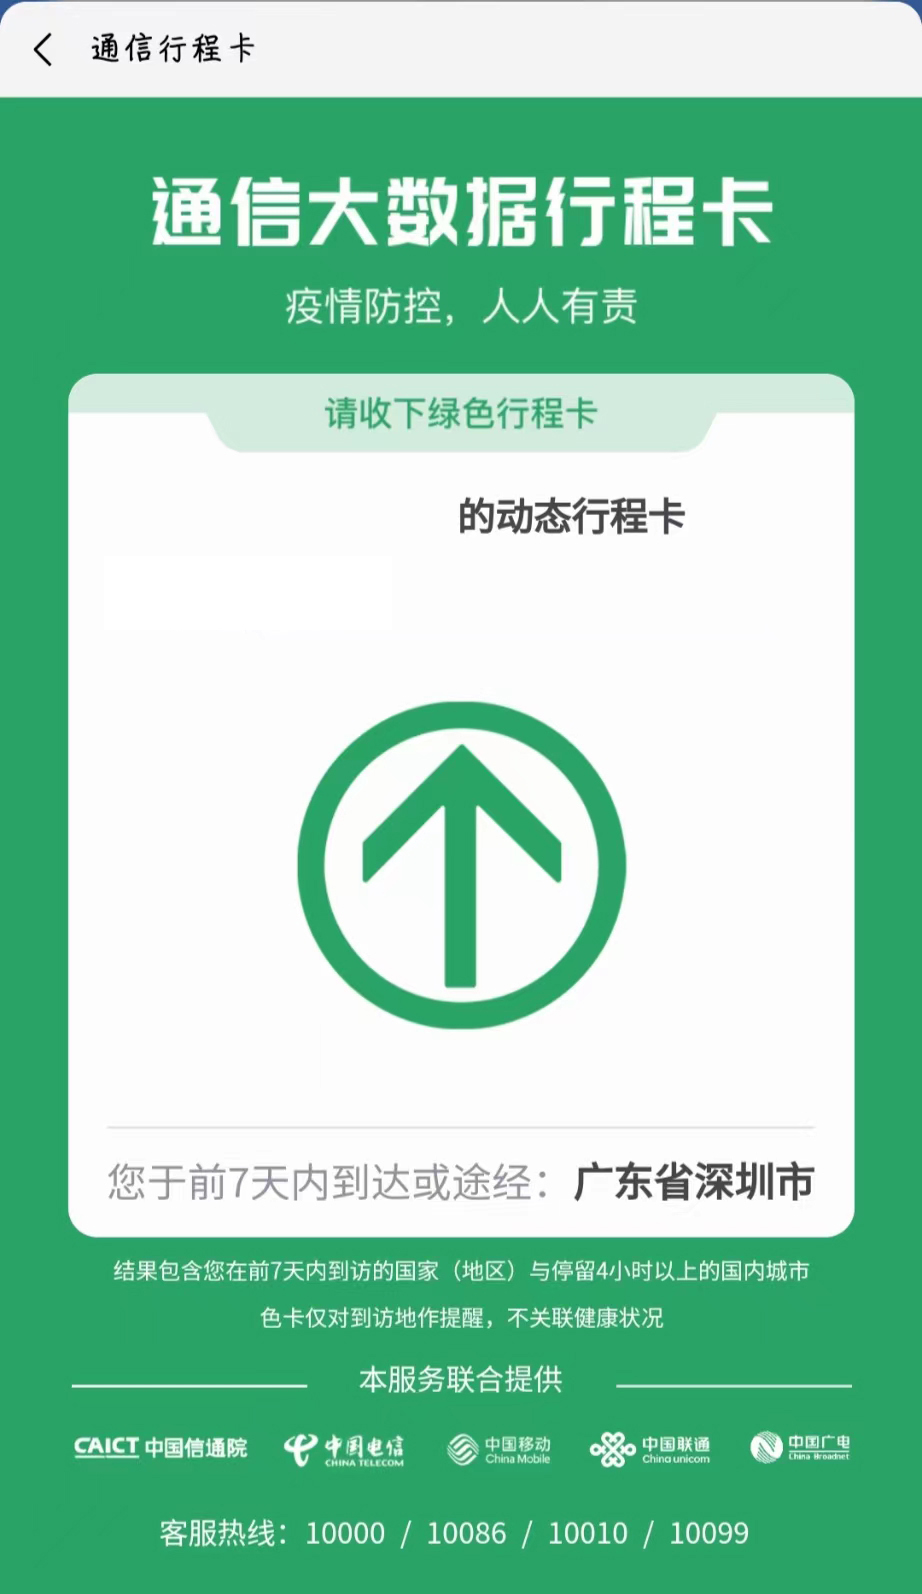 通信行程卡
通信大数据行程卡
疫情防控，人人有责
请收下绿色行程卡
的动态行程卡
您于前7天内到达或途经：广东省深圳市
结果包含您在前7天内到访的国家（地区）与停留4小时以上的国内城市
色卡仅对到访地作提醒，不关联健康状况
本服务联合提供
CAICT 中国信通院 中国电信 CHINA TELECOM 中国移动 China Mobile 中国联通 China unicom 中国广电 China Broadnet
客服热线：10000 / 10086 / 10010 / 10099